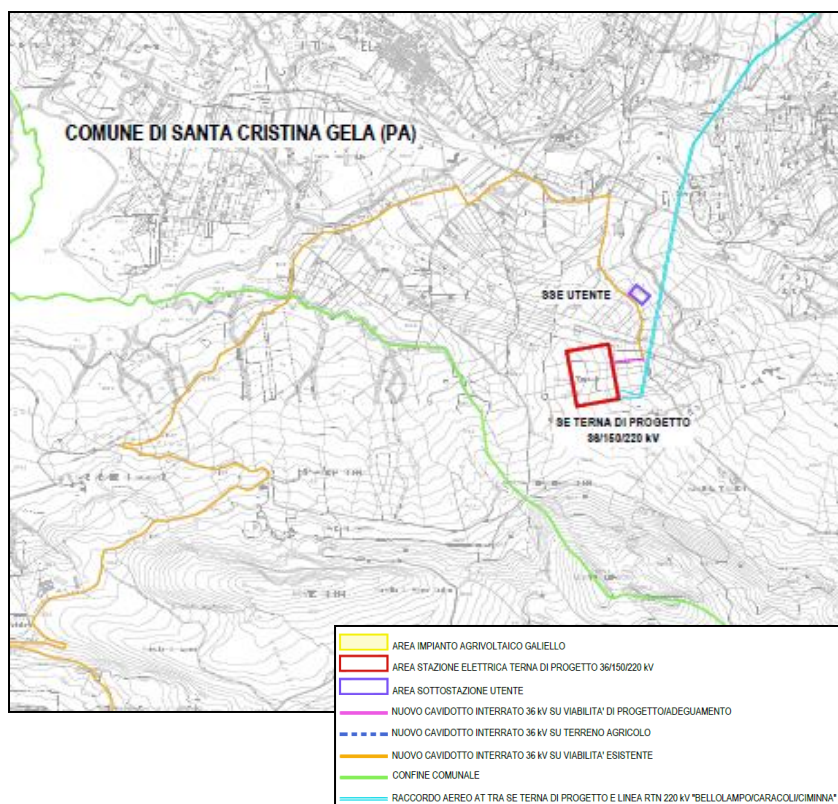 COMUNE DI SANTA CRISTINA GELA (PA)
SSE UTENTE
SE TERNA DI PROGETTO
36/150/220 kV
AREA IMPIANTO AGRIVOLTAICO GALIELLO
AREA STAZIONE ELETTRICA TERNA DI PROGETTO 36/150/220 kV
AREA SOTTOSTAZIONE UTENTE
NUOVO CAVIDOTTO INTERRATO 36 kV SU VIABILITA' DI PROGETTO/ADEGUAMENTO
NUOVO CAVIDOTTO INTERRATO 36 kV SU TERRENO AGRICOLO
NUOVO CAVIDOTTO INTERRATO 36 kV SU VIABILITA' ESISTENTE
CONFINE COMUNALE
RACCORDO AEREO AT TRA SE TERNA DI PROGETTO E LINEA RTN 220 kV "BELLOLAMPO/CARACOLI/CIMINNA"